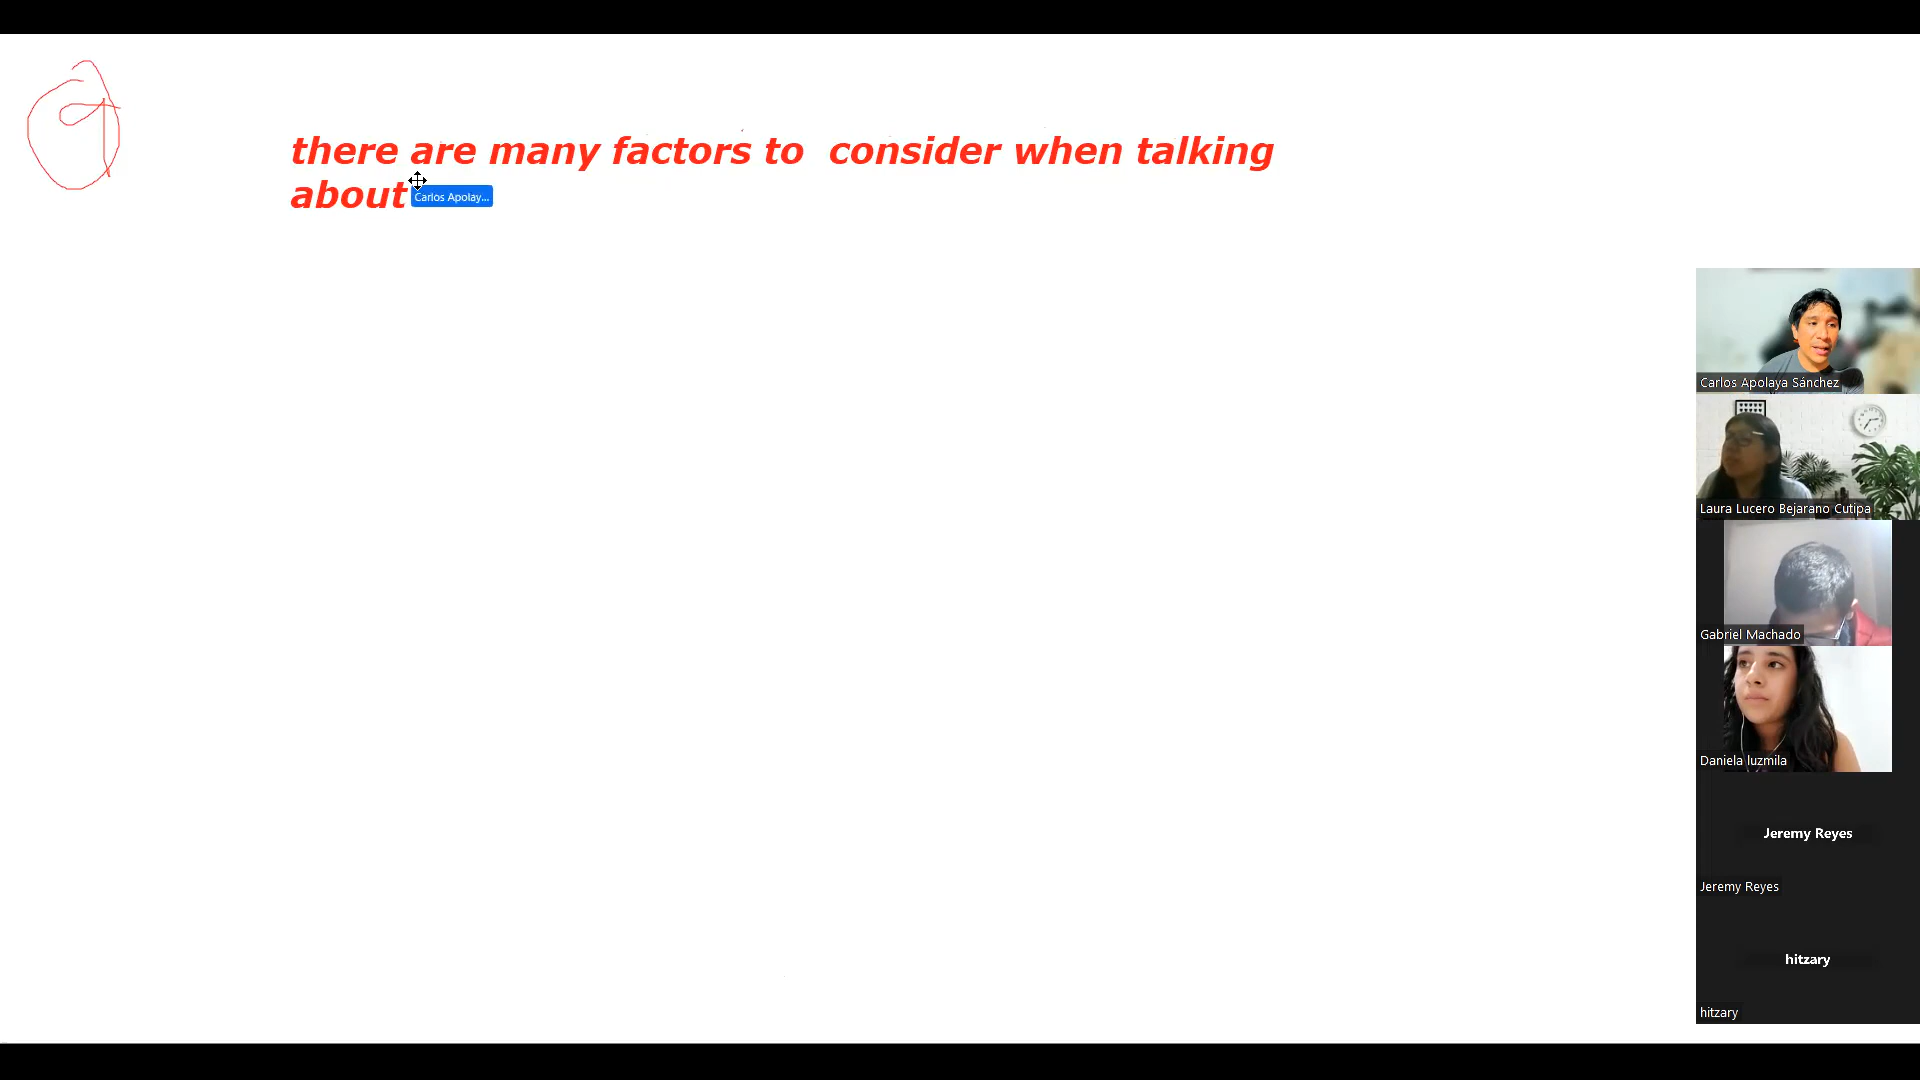 9
there are many factors to  consider when talking
about
Carlos Apolay...
Carlos Apolaya Sánchez
Laura Lucero Bejarano Cutipa
Gabriel Machado
Daniela luzmila
Jeremy Reyes
Jeremy Reyes
hitzary
hitzary